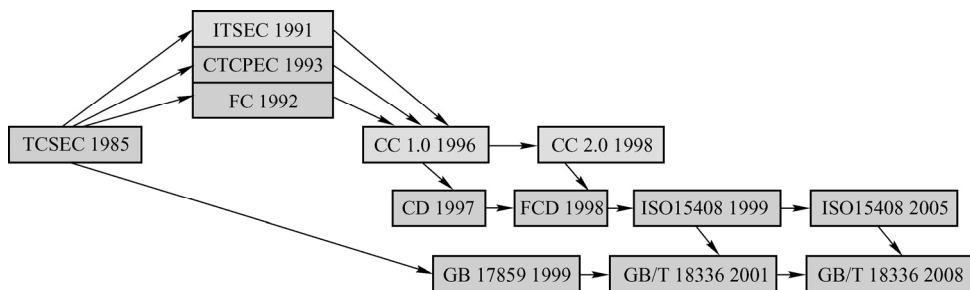 ITSEC 1991
CTCPEC 1993
FC 1992
TCSEC 1985
CC 1.0 1996
CC 2.0 1998
CD 1997
FCD 1998
ISO15408 1999
ISO15408 2005
GB 17859 1999
GB/T 18336 2001
GB/T 18336 2008